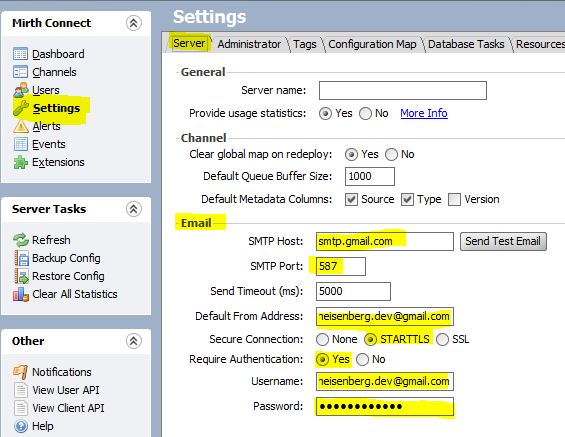 Mirth Connect
Dashboard
Channels
Users
Settings
Alerts
Events
Extensions
Server Tasks
Refresh
Backup Config
Restore Config
Clear All Statistics
Other
Notifications
View User API
View Client API
Help
Settings
Server Administrator Tags Configuration Map Database Tasks Resources
General
Server name:
Provide usage statistics: Yes No More Info
Channel
Clear global map on redeploy: Yes No
Default Queue Buffer Size: 1000
Default Metadata Columns: Source Type Version
Email
SMTP Host: smtp.gmail.com Send Test Email
SMTP Port: 587
Send Timeout (ms): 5000
Default From Address: heisenberg.dev@gmail.com
Secure Connection: None STARTTLS SSL
Require Authentication: Yes No
Username: heisenberg.dev@gmail.com
Password: ●●●●●●●●●●●●